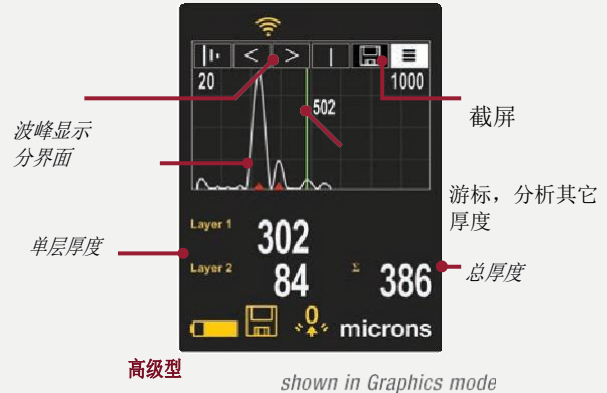 20
1000
502
截屏
波峰显示
分界面
游标，分析其它
厚度
Layer 1
302
单层厚度
Layer 2
84
Σ
386
总厚度
0
microns
高级型
shown in Graphics mode